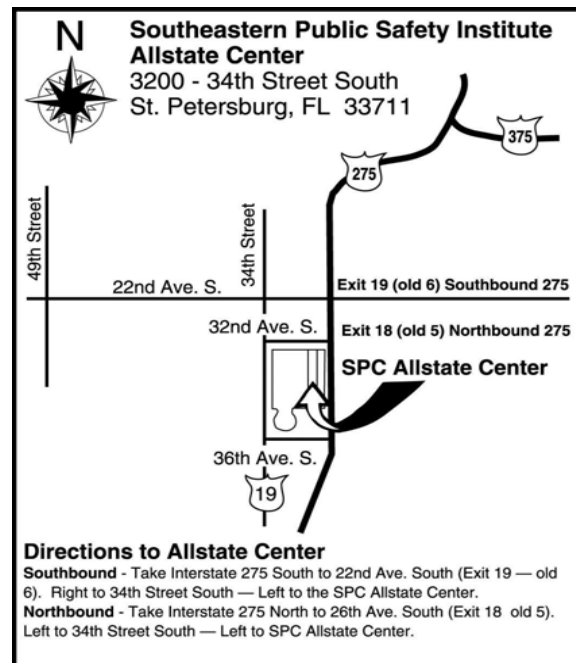 N
Southeastern Public Safety Institute
Allstate Center
3200 - 34th Street South
St. Petersburg, FL 33711
375
275
49th Street
34th Street
22nd Ave. S.
Exit 19 (old 6) Southbound 275
32nd Ave. S.
Exit 18 (old 5) Northbound 275
SPC Allstate Center
36th Ave. S.
19
Directions to Allstate Center
Southbound - Take Interstate 275 South to 22nd Ave. South (Exit 19 — old
6). Right to 34th Street South — Left to the SPC Allstate Center.
Northbound - Take Interstate 275 North to 26th Ave. South (Exit 18 old 5).
Left to 34th Street South — Left to SPC Allstate Center.